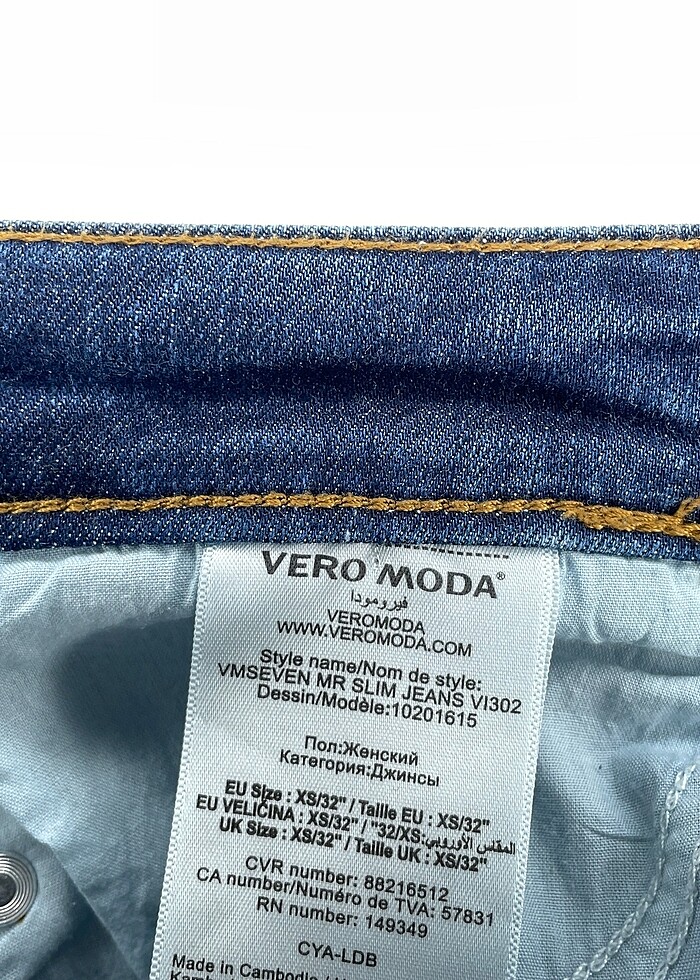 VERO MODA®
فيرومودا
VEROMODA
WWW.VEROMODA.COM
Style name/Nom de style:
VMSEVEN MR SLIM JEANS VI302
Dessin/Modèle:10201615
Пол:Женский
Категория:Джинсы
EU Size : XS/32" / Taille EU : XS/32"
EU VELIČINA : XS/32" / "32/XS:المقاس الأوروبي
UK Size : XS/32" / Taille UK : XS/32"
CVR number: 88216512
CA number/Numéro de TVA: 57831
RN number: 149349
CYA-LDB
Made in Cambodia /